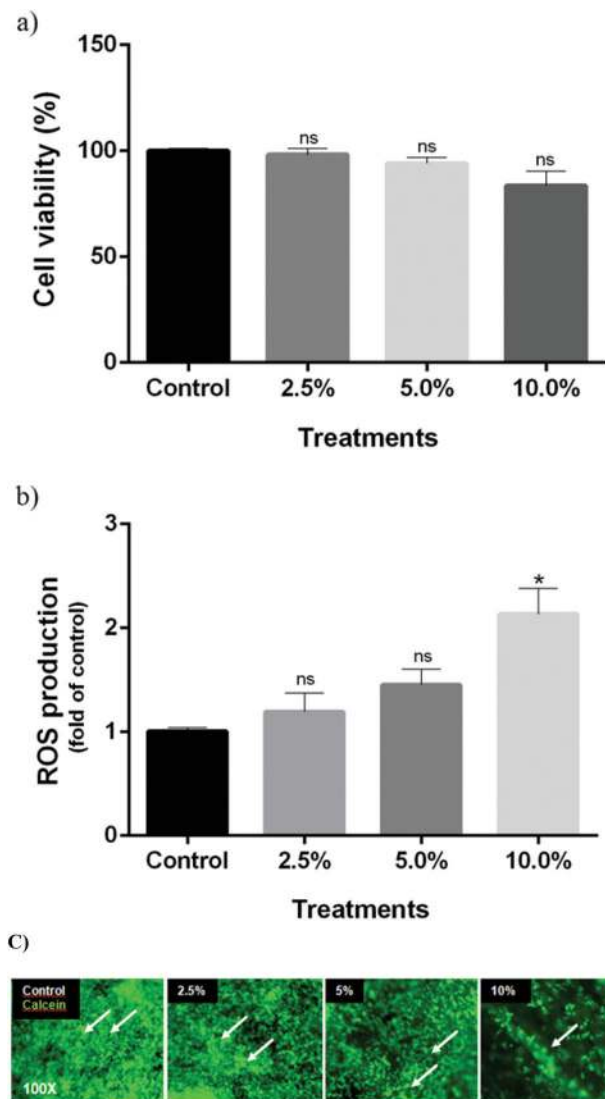 a)
150
100
50
0
Cell viability (%)
ns
ns
ns
Control 2.5% 5.0% 10.0%
Treatments
b)
3
2
1
0
ROS production
(fold of control)
ns
ns
*
Control 2.5% 5.0% 10.0%
Treatments
C)
Control 2.5% 5% 10%
Calcein
100X